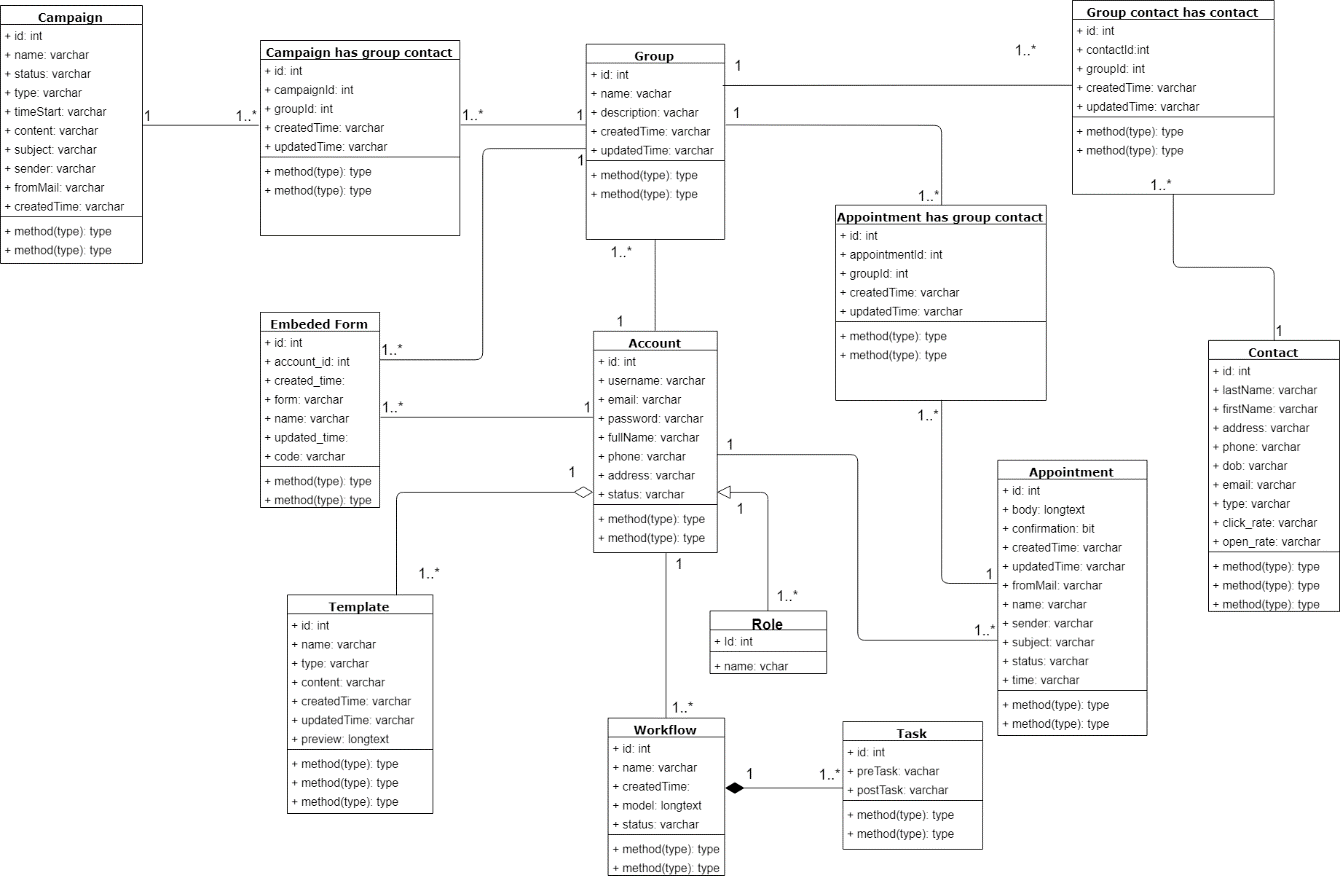 Campaign
+ id: int
+ name: varchar
+ status: varchar
+ type: varchar
+ timeStart: varchar
+ content: varchar
+ subject: varchar
+ sender: varchar
+ fromMail: varchar
+ createdTime: varchar
+ method(type): type
+ method(type): type
1
1..*
Campaign has group contact
+ id: int
+ campaignId: int
+ groupId: int
+ createdTime: varchar
+ updatedTime: varchar
+ method(type): type
+ method(type): type
1..*
1
Group
+ id: int
+ name: vachar
+ description: vachar
+ createdTime: varchar
+ updatedTime: varchar
+ method(type): type
+ method(type): type
1
1
1
1..*
1..*
Group contact has contact
+ id: int
+ contactId:int
+ groupId: int
+ createdTime: varchar
+ updatedTime: varchar
+ method(type): type
+ method(type): type
1..*
1..*
Appointment has group contact
+ id: int
+ appointmentId: int
+ groupId: int
+ createdTime: varchar
+ updatedTime: varchar
+ method(type): type
+ method(type): type
1..*
Embeded Form
+ id: int
+ account_id: int
+ created_time:
+ form: varchar
+ name: varchar
+ updated_time:
+ code: varchar
+ method(type): type
+ method(type): type
1..*
1..*
1
1
Account
+ id: int
+ username: varchar
+ email: varchar
+ password: varchar
+ fullName: varchar
+ phone: varchar
+ address: varchar
+ status: varchar
+ method(type): type
+ method(type): type
1
1
1
1
1
Contact
+ id: int
+ lastName: varchar
+ firstName: varchar
+ address: varchar
+ phone: varchar
+ dob: varchar
+ email: varchar
+ type: varchar
+ click_rate: varchar
+ open_rate: varchar
+ method(type): type
+ method(type): type
+ method(type): type
Appointment
+ id: int
+ body: longtext
+ confirmation: bit
+ createdTime: varchar
+ updatedTime: varchar
+ fromMail: varchar
+ name: varchar
+ sender: varchar
+ subject: varchar
+ status: varchar
+ time: varchar
+ method(type): type
+ method(type): type
1
1..*
1..*
Template
+ id: int
+ name: varchar
+ type: varchar
+ content: varchar
+ createdTime: varchar
+ updatedTime: varchar
+ preview: longtext
+ method(type): type
+ method(type): type
+ method(type): type
1..*
Role
+ Id: int
+ name: vchar
1..*
Workflow
+ id: int
+ name: varchar
+ createdTime:
+ model: longtext
+ status: varchar
+ method(type): type
+ method(type): type
1
1..*
Task
+ id: int
+ preTask: vachar
+ postTask: varchar
+ method(type): type
+ method(type): type